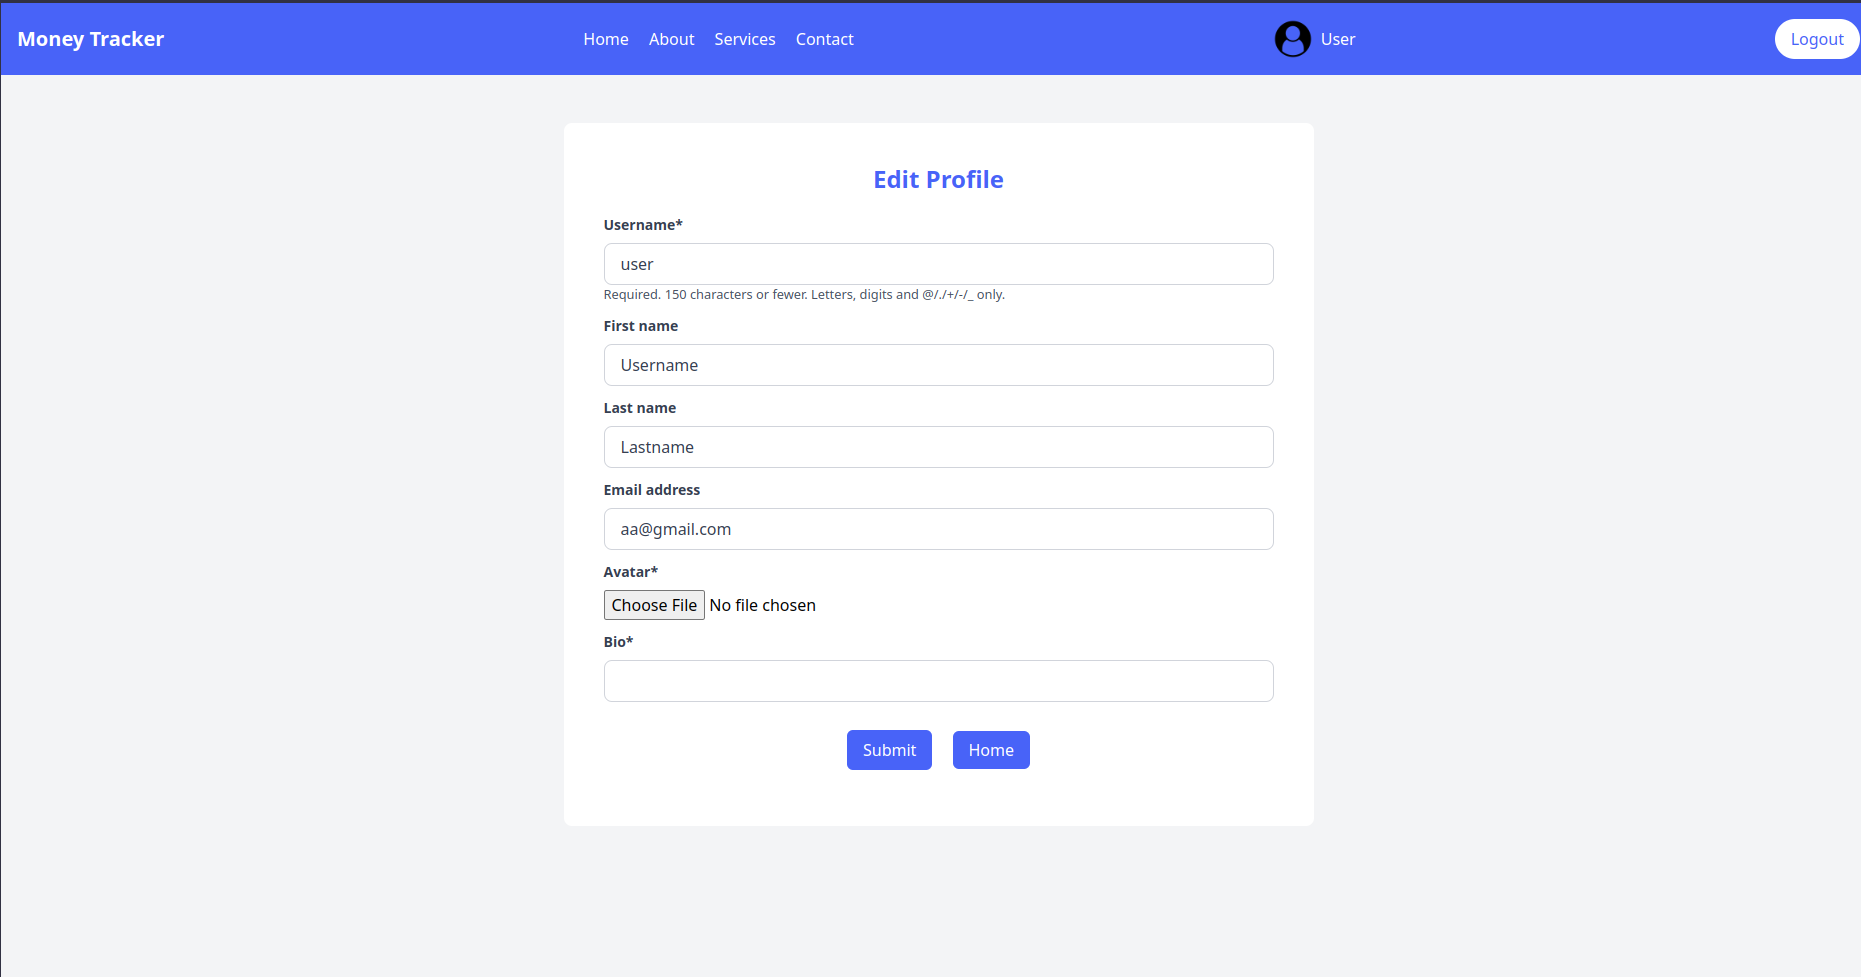 Money Tracker Home About Services Contact User Logout
Edit Profile
Username*
user
Required. 150 characters or fewer. Letters, digits and @/./+/-/_ only.
First name
Username
Last name
Lastname
Email address
aa@gmail.com
Avatar*
Choose File No file chosen
Bio*
Submit Home